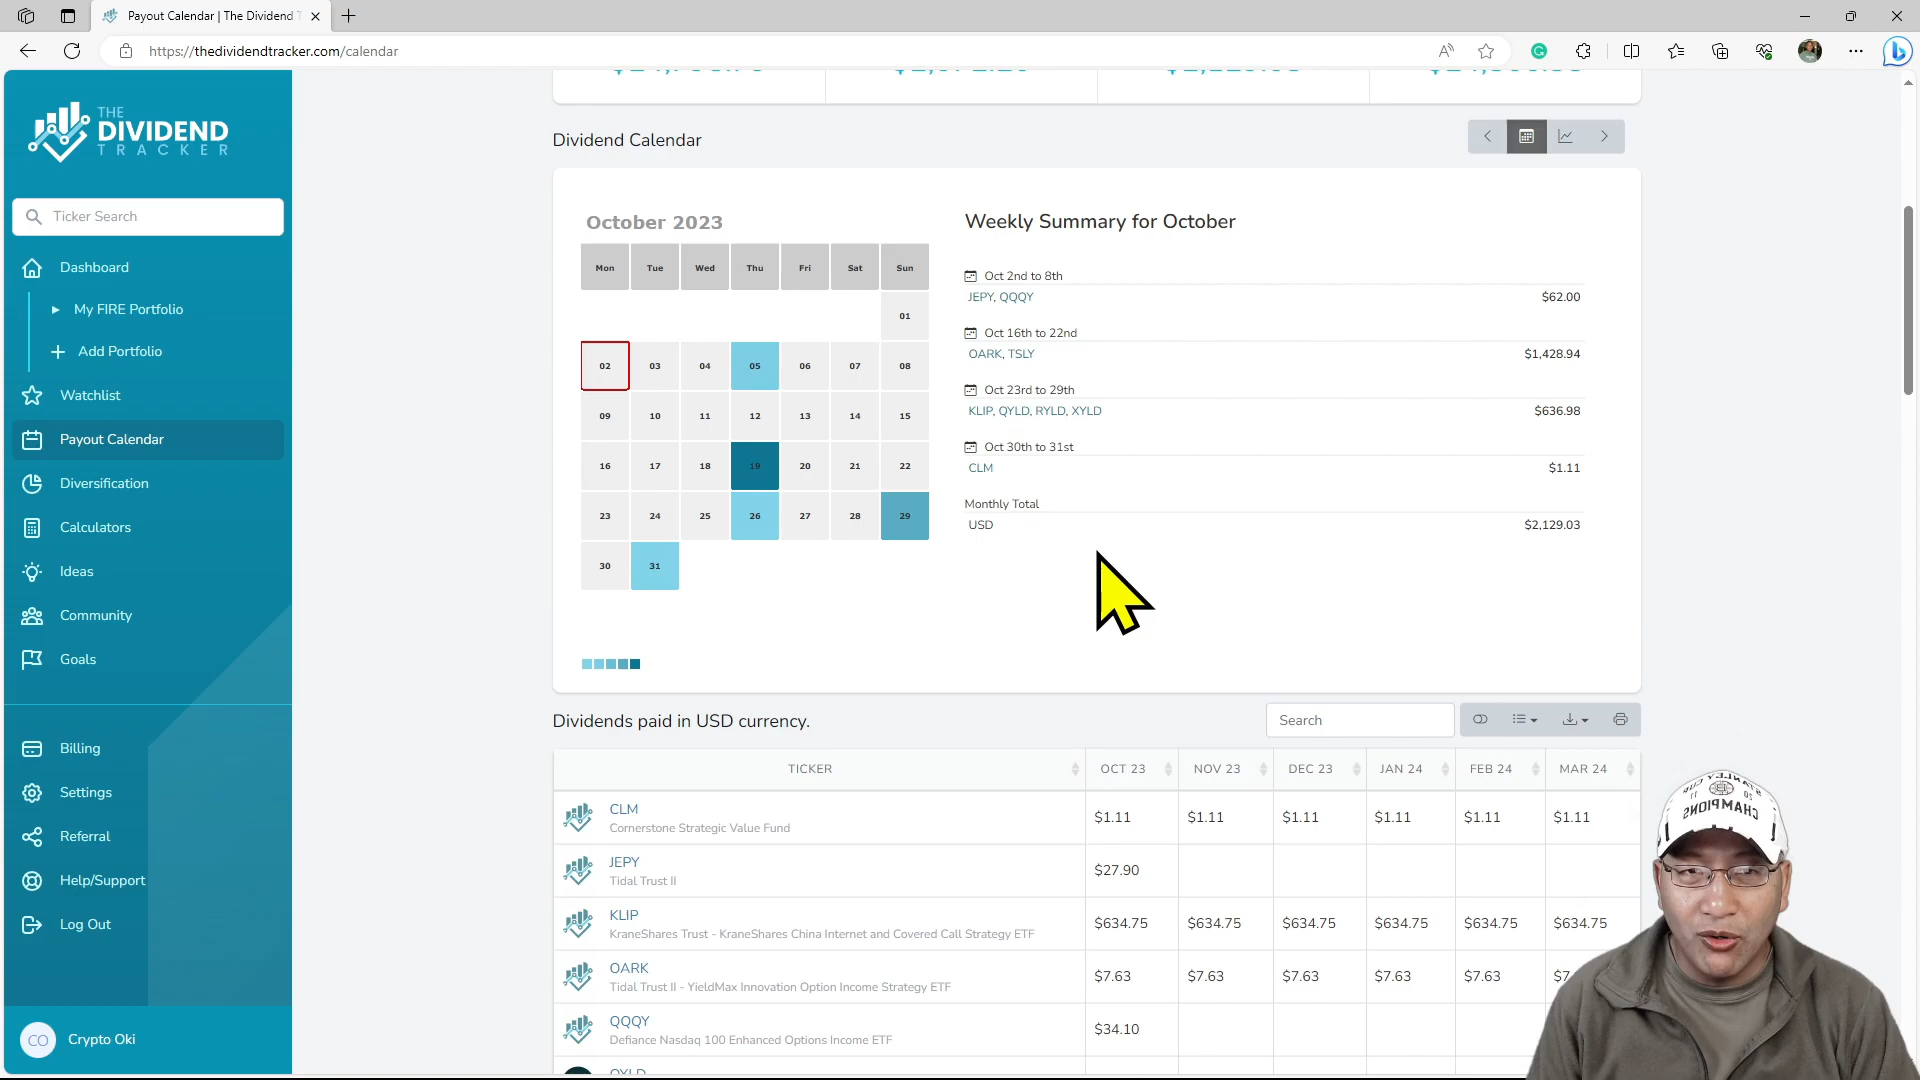 Payout Calendar | The Dividend T
https://thedividendtracker.com/calendar
THE
DIVIDEND
TRACKER
Ticker Search
Dashboard
My FIRE Portfolio
Add Portfolio
Watchlist
Payout Calendar
Diversification
Calculators
Ideas
Community
Goals
Billing
Settings
Referral
Help/Support
Log Out
CO Crypto Oki
Dividend Calendar
October 2023
Mon Tue Wed Thu Fri Sat Sun
01
02 03 04 05 06 07 08
09 10 11 12 13 14 15
16 17 18 19 20 21 22
23 24 25 26 27 28 29
30 31
Weekly Summary for October
Oct 2nd to 8th
JEPY, QQQY $62.00
Oct 16th to 22nd
OARK, TSLY $1,428.94
Oct 23rd to 29th
KLIP, QYLD, RYLD, XYLD $636.98
Oct 30th to 31st
CLM $1.11
Monthly Total
USD $2,129.03
Dividends paid in USD currency.
Search
TICKER OCT 23 NOV 23 DEC 23 JAN 24 FEB 24 MAR 24
CLM
Cornerstone Strategic Value Fund
$1.11 $1.11 $1.11 $1.11 $1.11 $1.11
JEPY
Tidal Trust II
$27.90
KLIP
KraneShares Trust - KraneShares China Internet and Covered Call Strategy ETF
$634.75 $634.75 $634.75 $634.75 $634.75 $634.75
OARK
Tidal Trust II - YieldMax Innovation Option Income Strategy ETF
$7.63 $7.63 $7.63 $7.63 $7.63
QQQY
Defiance Nasdaq 100 Enhanced Options Income ETF
$34.10
STANLEY CUP
CHAMPIONS